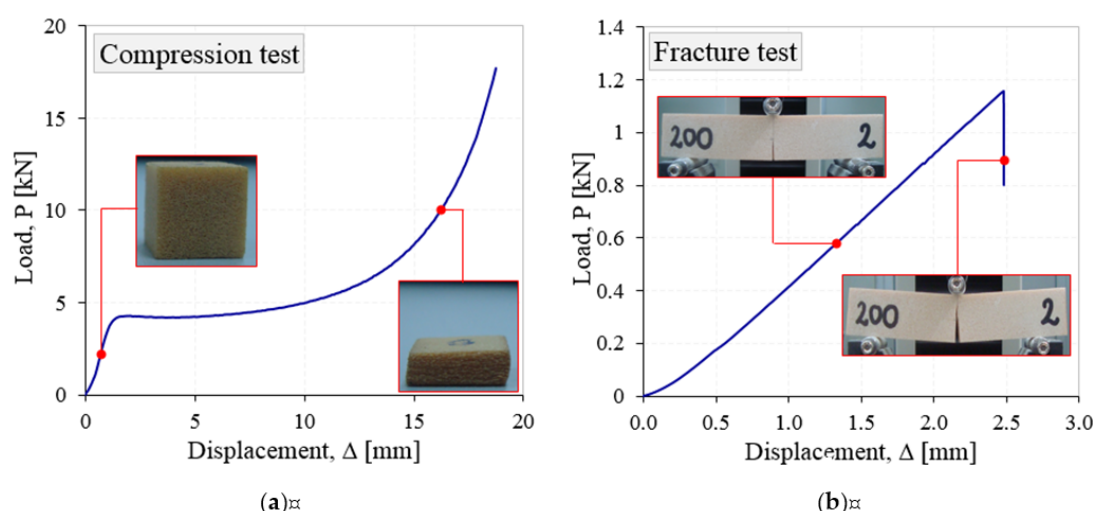 Compression test
Load, P [kN]
20
15
10
5
0
0 5 10 15 20
Displacement, Δ [mm]
(a)¤
Fracture test
Load, P [kN]
1.4
1.2
1
0.8
0.6
0.4
0.2
0
200 2
200 2
0.0 0.5 1.0 1.5 2.0 2.5 3.0
Displacement, Δ [mm]
(b)¤